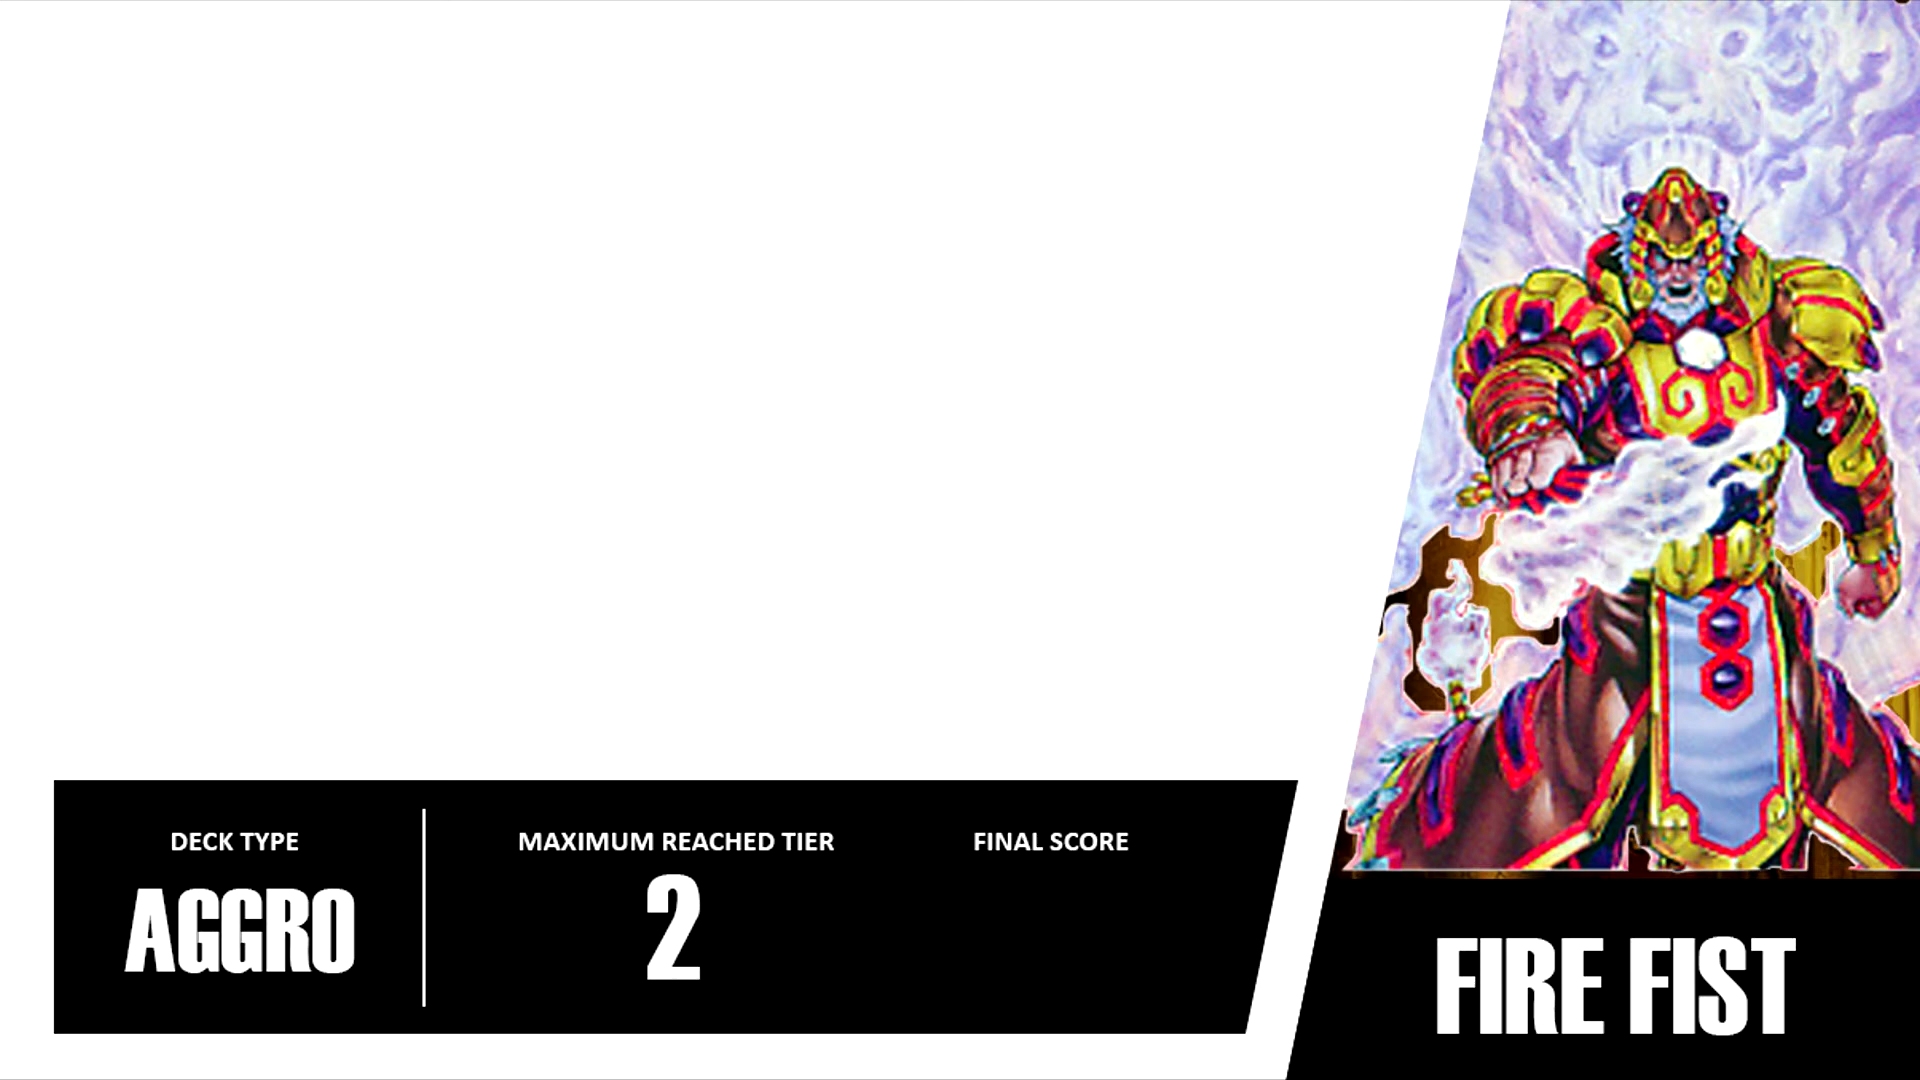 DECK TYPE
AGGRO
MAXIMUM REACHED TIER
2
FINAL SCORE
FIRE FIST